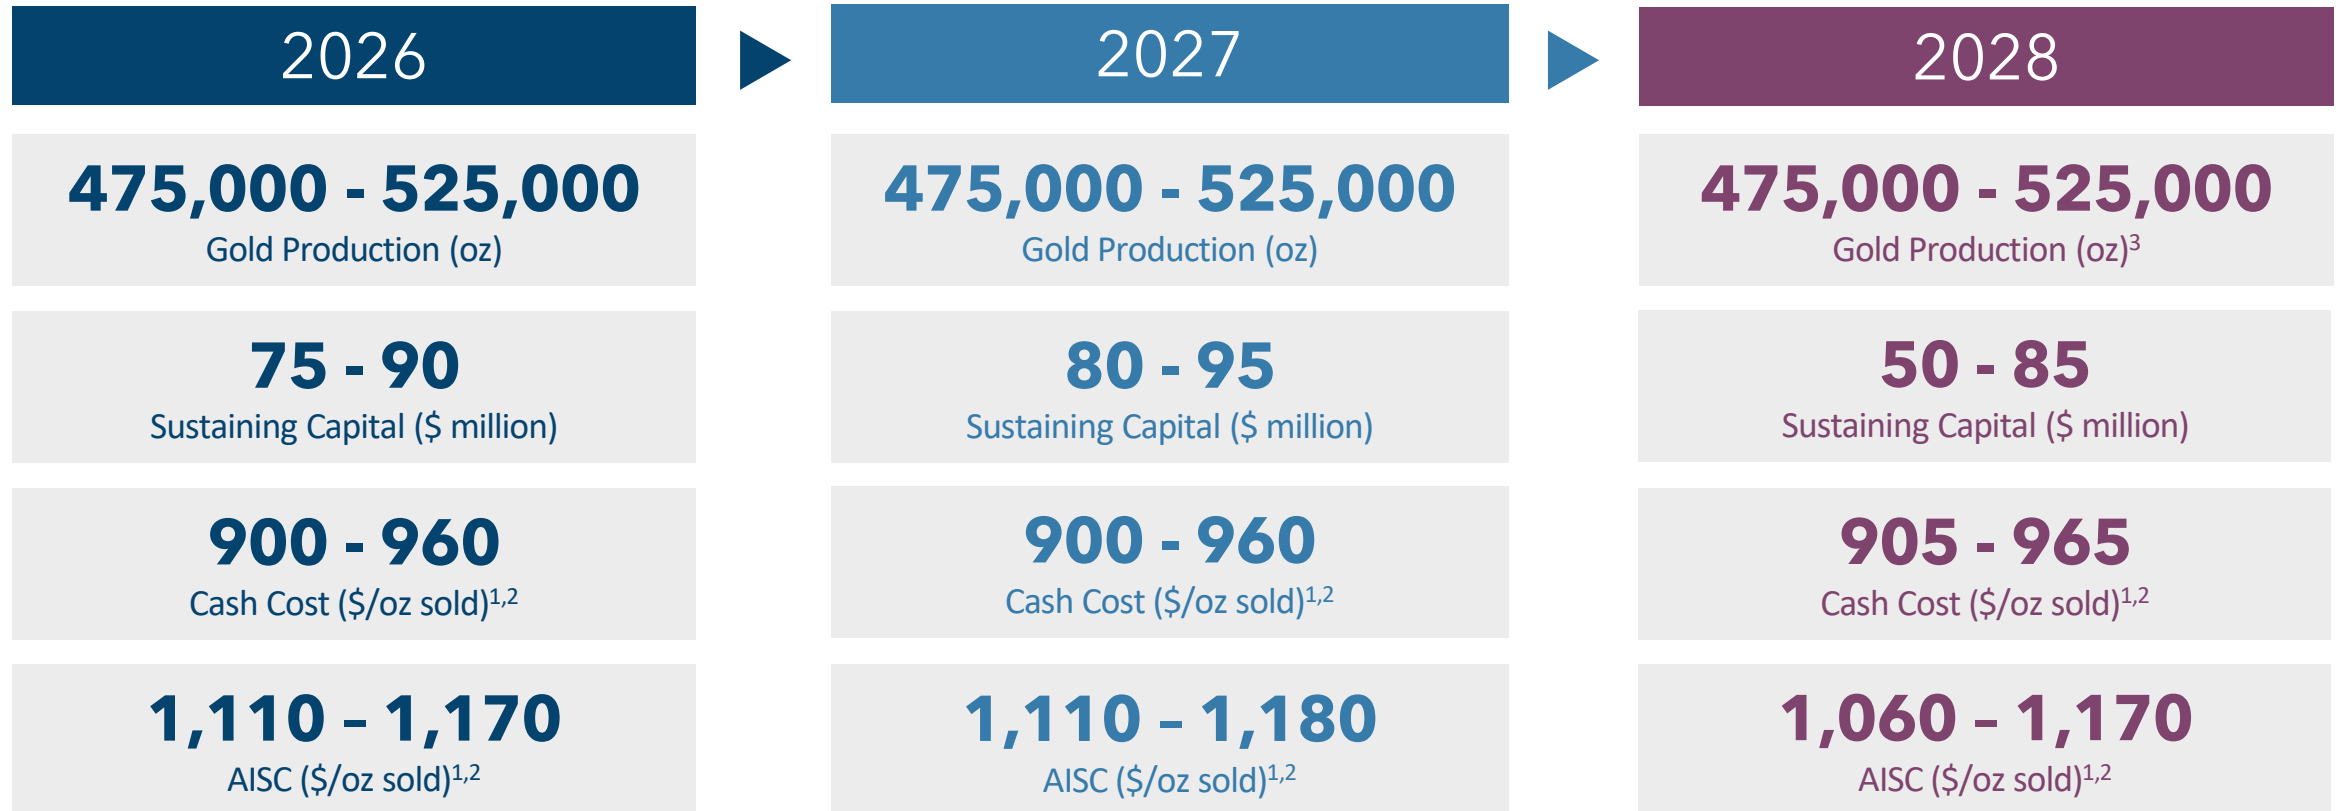 2026
475,000 - 525,000
Gold Production (oz)
75 - 90
Sustaining Capital ($ million)
900 - 960
Cash Cost ($/oz sold)1,2
1,110 – 1,170
AISC ($/oz sold)1,2
2027
475,000 - 525,000
Gold Production (oz)
80 - 95
Sustaining Capital ($ million)
900 - 960
Cash Cost ($/oz sold)1,2
1,110 – 1,180
AISC ($/oz sold)1,2
2028
475,000 - 525,000
Gold Production (oz)3
50 - 85
Sustaining Capital ($ million)
905 - 965
Cash Cost ($/oz sold)1,2
1,060 – 1,170
AISC ($/oz sold)1,2